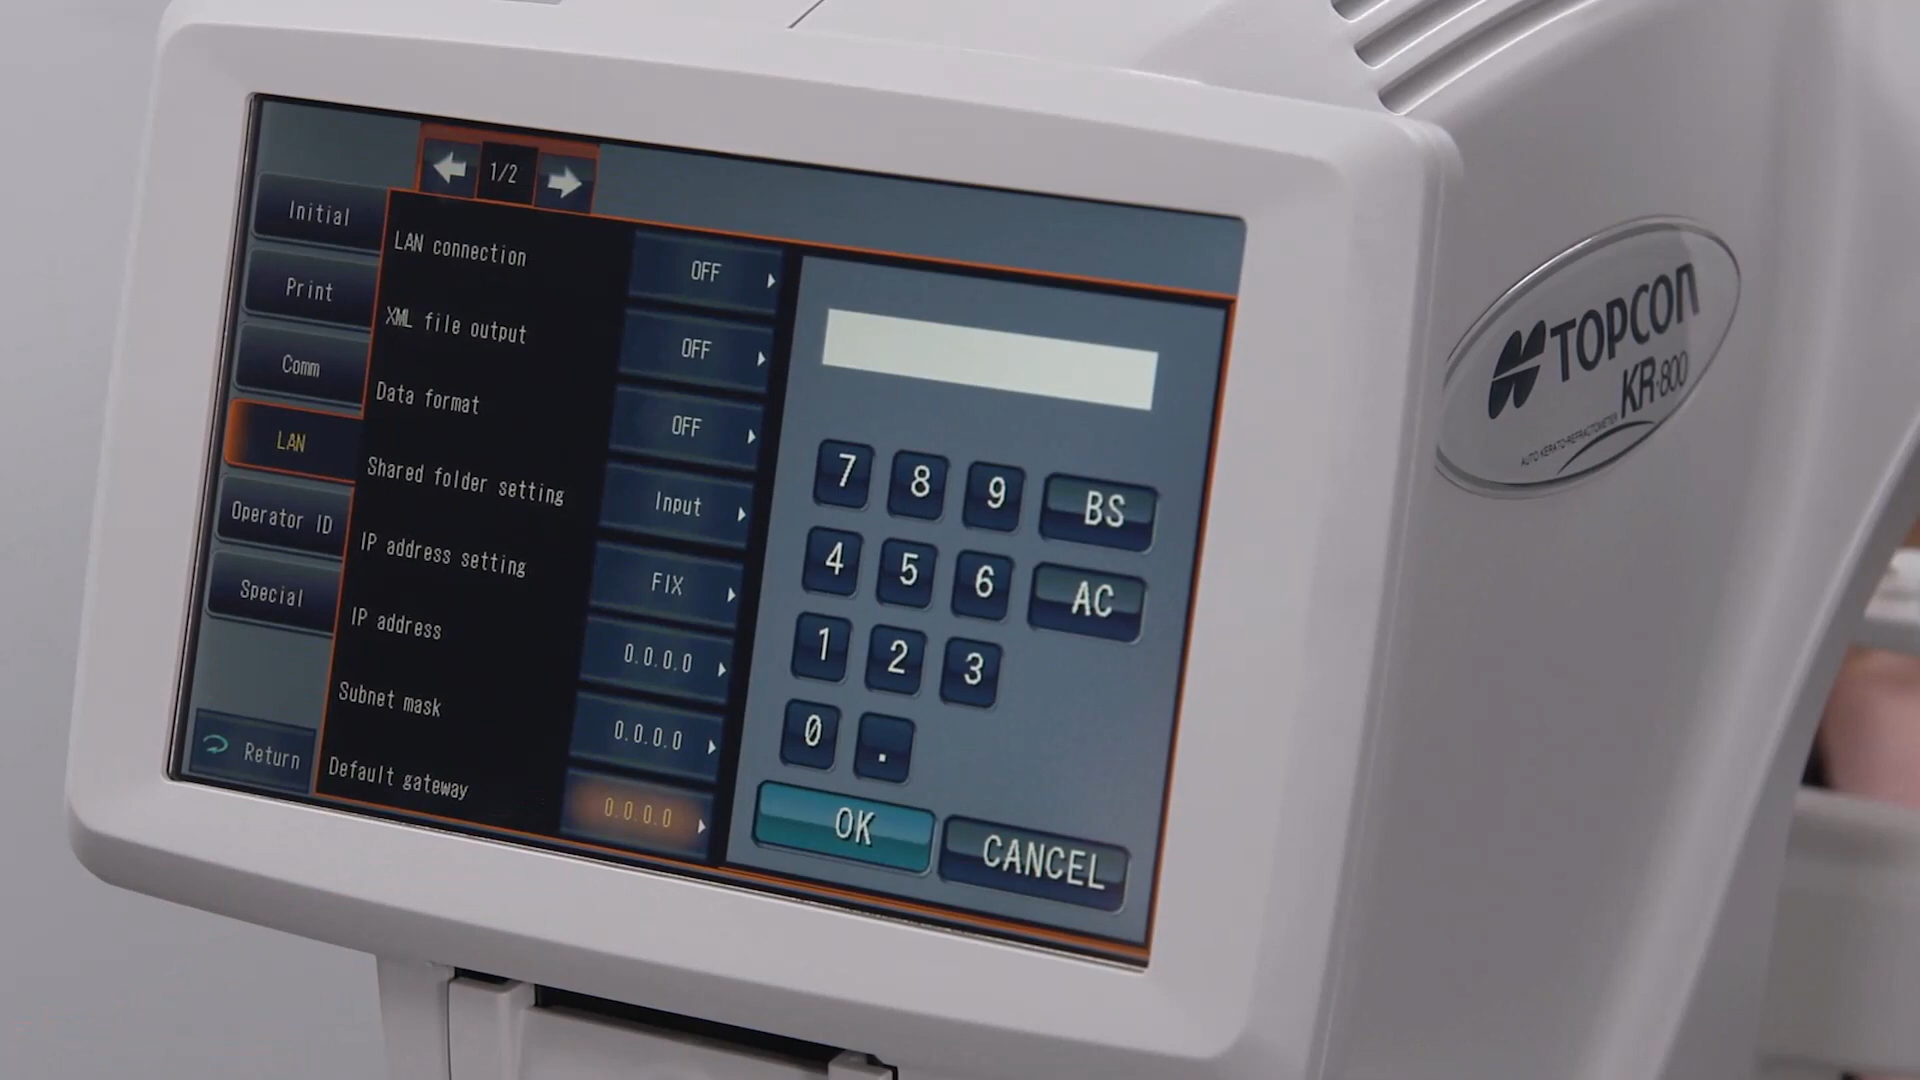 1/2
Initial
Print
Comm
LAN
Operator ID
Special
Return
LAN connection OFF
XML file output OFF
Data format OFF
Shared folder setting Input
IP address setting FIX
IP address 0.0.0.0
Subnet mask 0.0.0.0
Default gateway 0.0.0.0
7 8 9 BS
4 5 6 AC
1 2 3
0 .
OK CANCEL
TOPCON
KR-800
AUTO KERATO-REFRACTOMETER